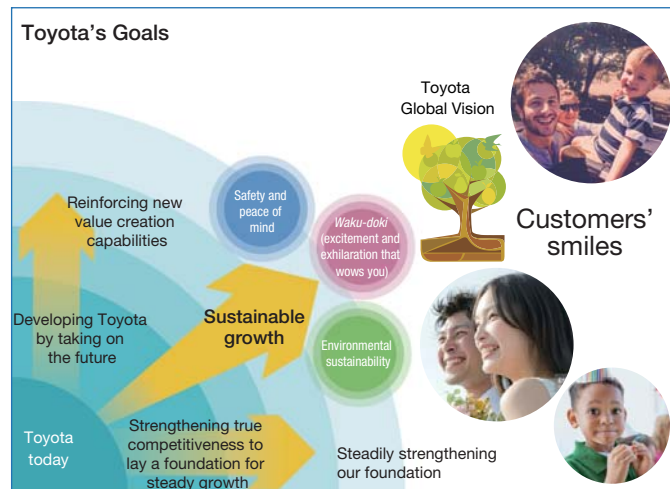 Toyota's Goals
Toyota
Global Vision
Reinforcing new
value creation
capabilities
Safety and
peace of
mind
Waku-doki
(excitement and
exhilaration that
wows you)
Customers'
smiles
Developing Toyota
by taking on
the future
Sustainable
growth
Environmental
sustainability
Toyota
today
Strengthening true
competitiveness to
lay a foundation for
steady growth
Steadily strengthening
our foundation